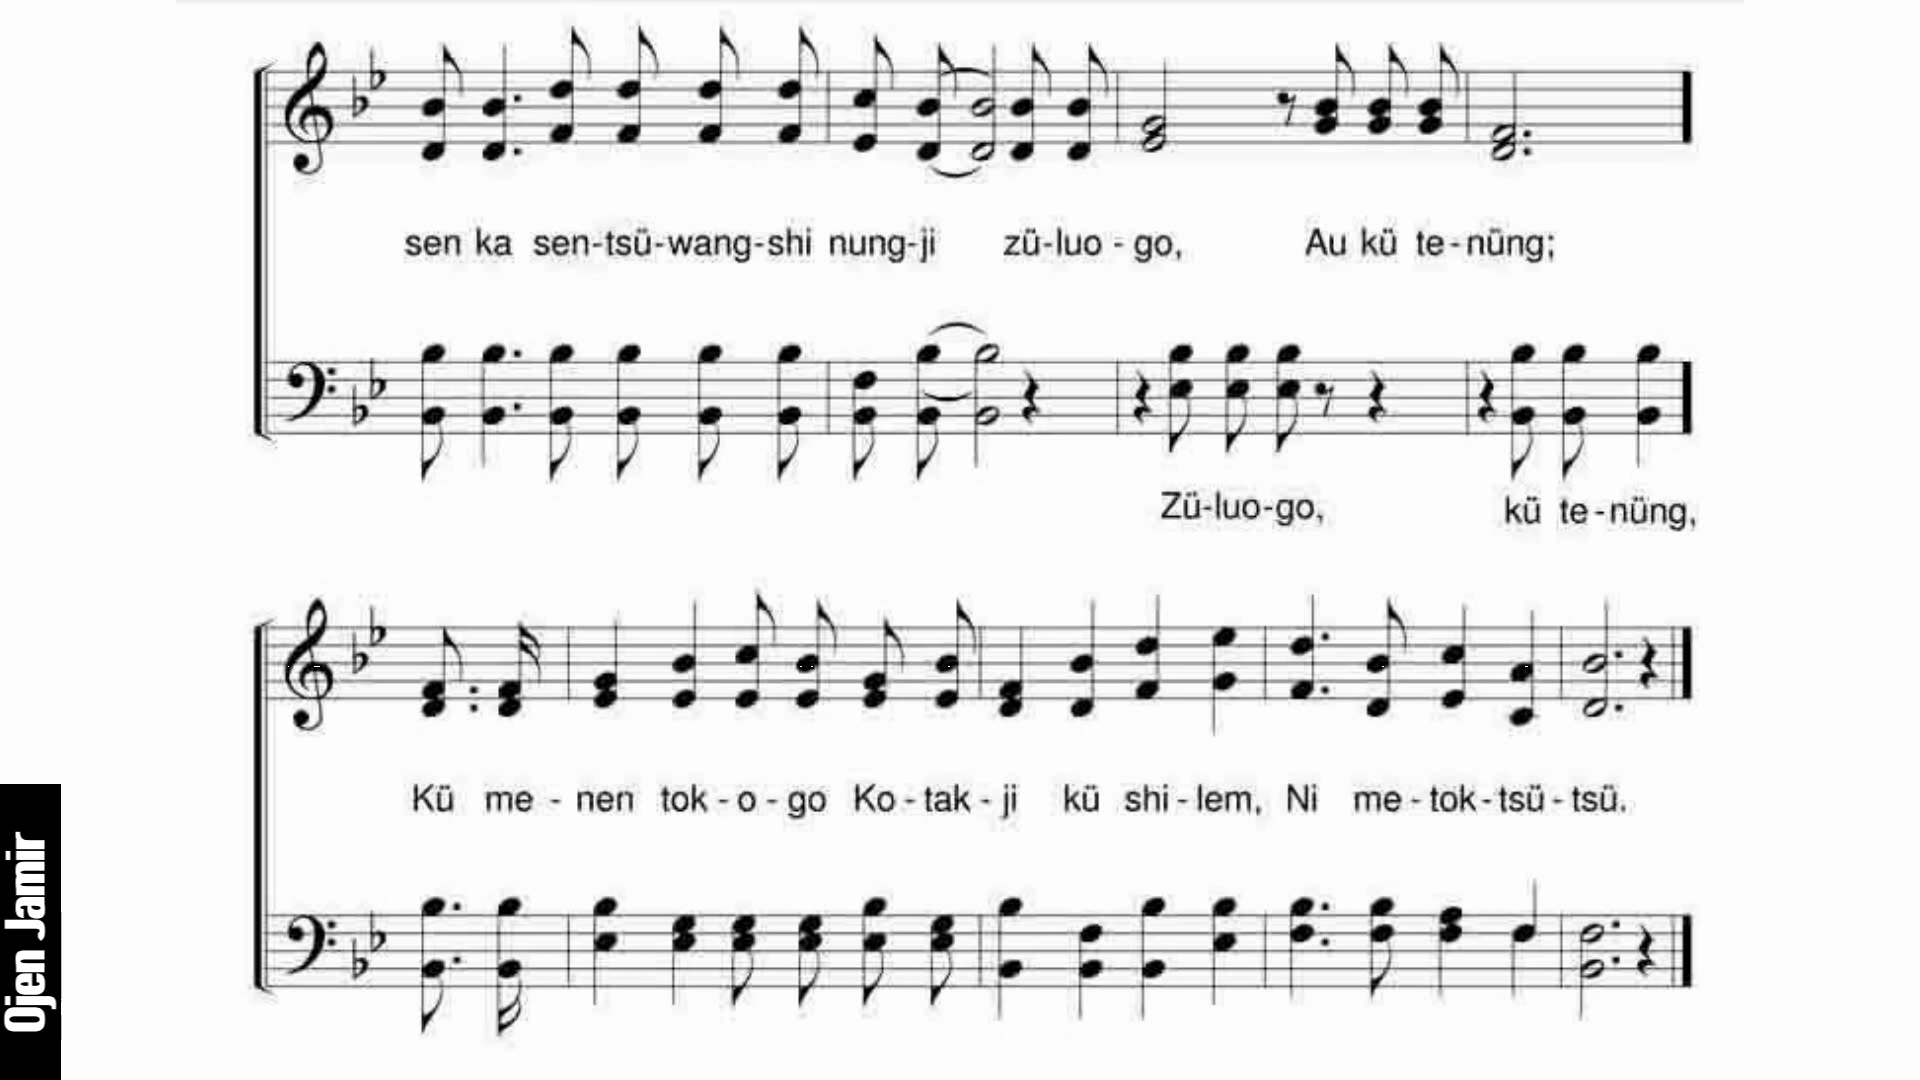 sen ka sen-tsü-wang-shi nung-ji zü-luo-go, Au kü te-nüng;
Zü-luo-go, kü te-nüng,
Kü me-nen tok-o-go Ko-tak-ji kü shi-lem, Ni me-tok-tsü-tsü.
Ojen Jamir